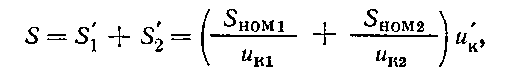 S = S′₁ + S′₂ = (Sном1/uк1 + Sном2/uк2) u′к,